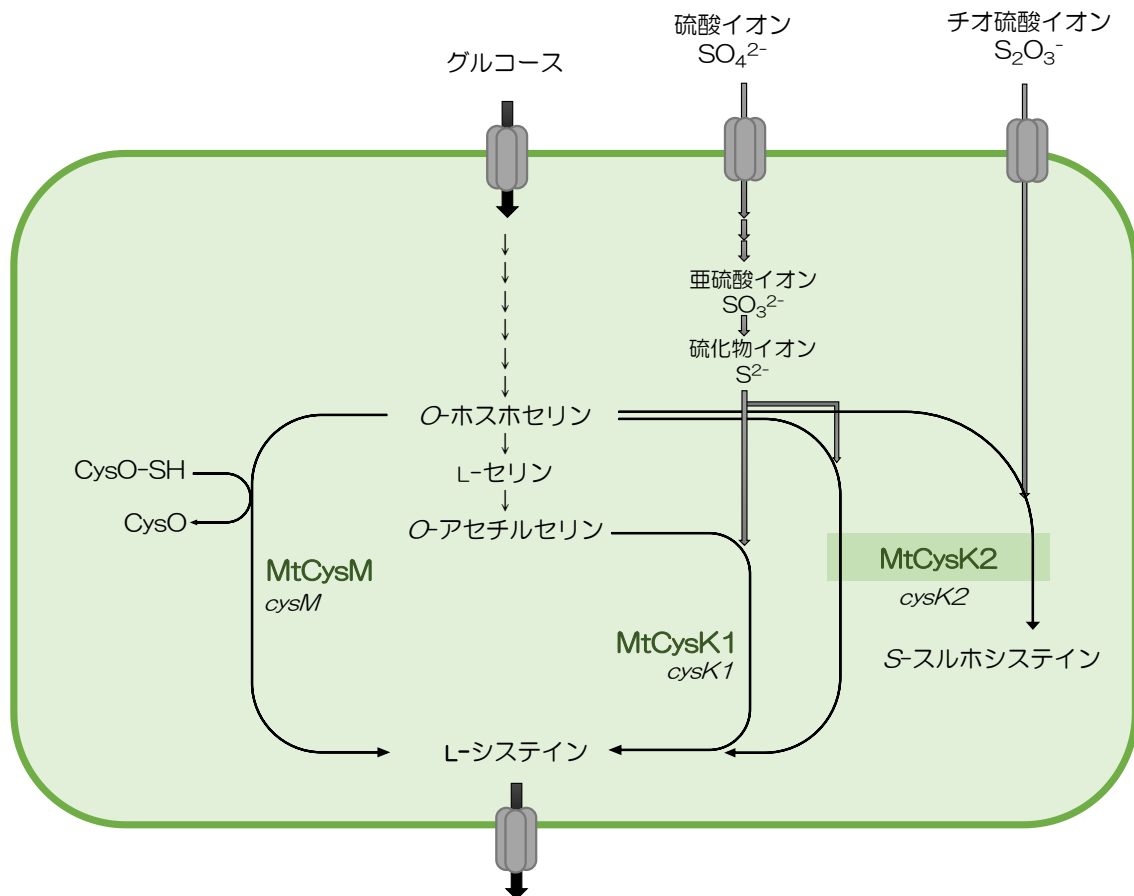 グルコース
硫酸イオン
SO₄²⁻
チオ硫酸イオン
S₂O₃⁻
亜硫酸イオン
SO₃²⁻
硫化物イオン
S²⁻
O-ホスホセリン
CysO-SH
L-セリン
CysO
O-アセチルセリン
MtCysM
cysM
MtCysK2
cysK2
MtCysK1
cysK1
S-スルホシステイン
L-システイン